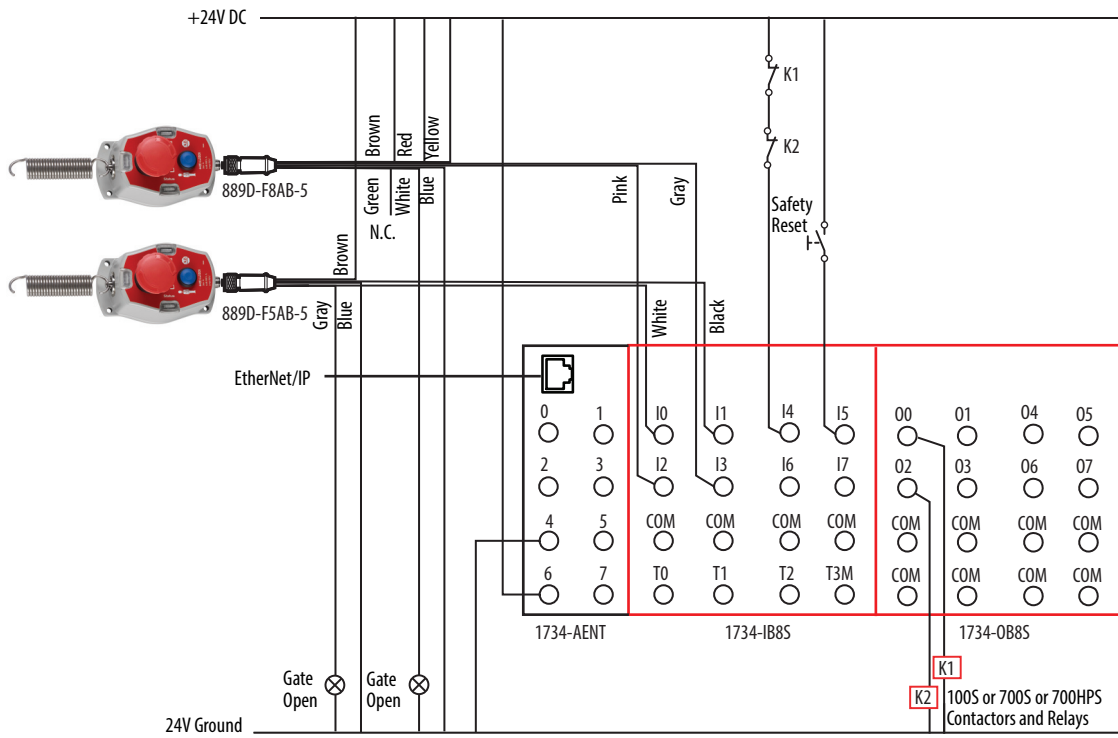 +24V DC
K1
K2
Safety
Reset
Brown
Red
Yellow
Green
White
Blue
N.C.
Pink
Gray
889D-F8AB-5
Brown
889D-F5AB-5
Gray
Blue
White
Black
EtherNet/IP
0 1 I0 I1 I4 I5 O0 O1 O4 O5
2 3 I2 I3 I6 I7 O2 O3 O6 O7
4 5 COM COM COM COM COM COM COM COM
6 7 T0 T1 T2 T3M COM COM COM COM
1734-AENT 1734-IB8S 1734-OB8S
Gate
Open
Gate
Open
K1
K2
100S or 700S or 700HPS
Contactors and Relays
24V Ground